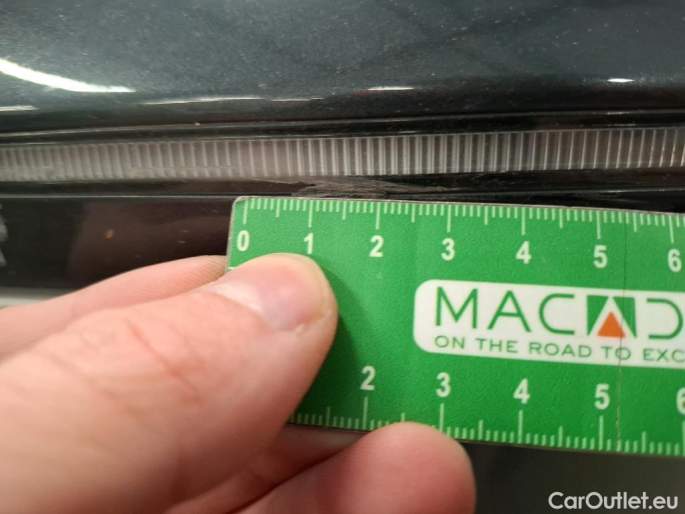 0 1 2 3 4 5 6
MAC
ON THE ROAD TO EXC
2 3 4 5 6
CarOutlet.eu